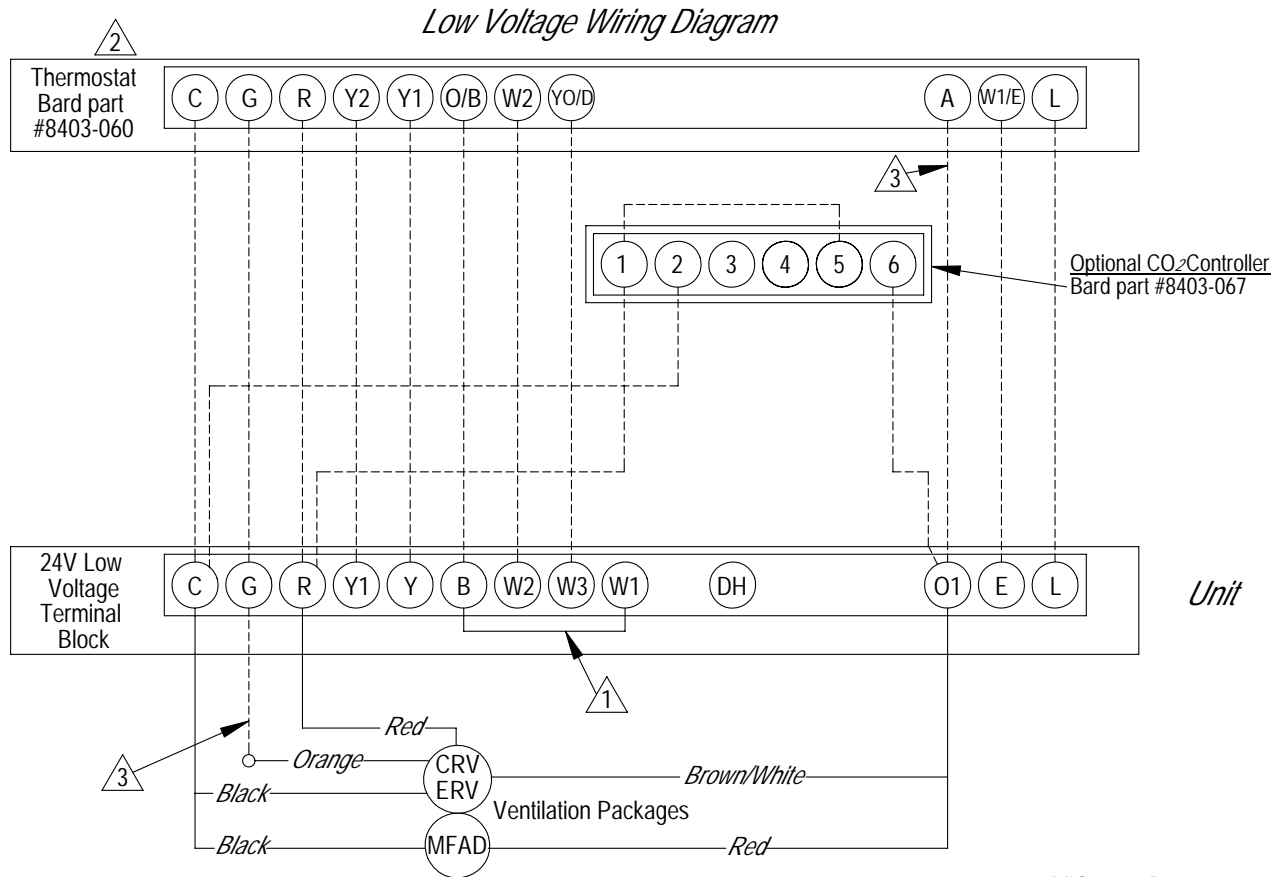 Low Voltage Wiring Diagram
2
Thermostat
Bard part
#8403-060
C G R Y2 Y1 O/B W2 YO/D A W1/E L
3
1 2 3 4 5 6
Optional CO2 Controller
Bard part #8403-067
24V Low
Voltage
Terminal
Block
C G R Y1 Y B W2 W3 W1 DH O1 E L
Unit
1
3
Red
Orange
CRV
ERV
Brown/White
Black
Ventilation Packages
Black
MFAD
Red